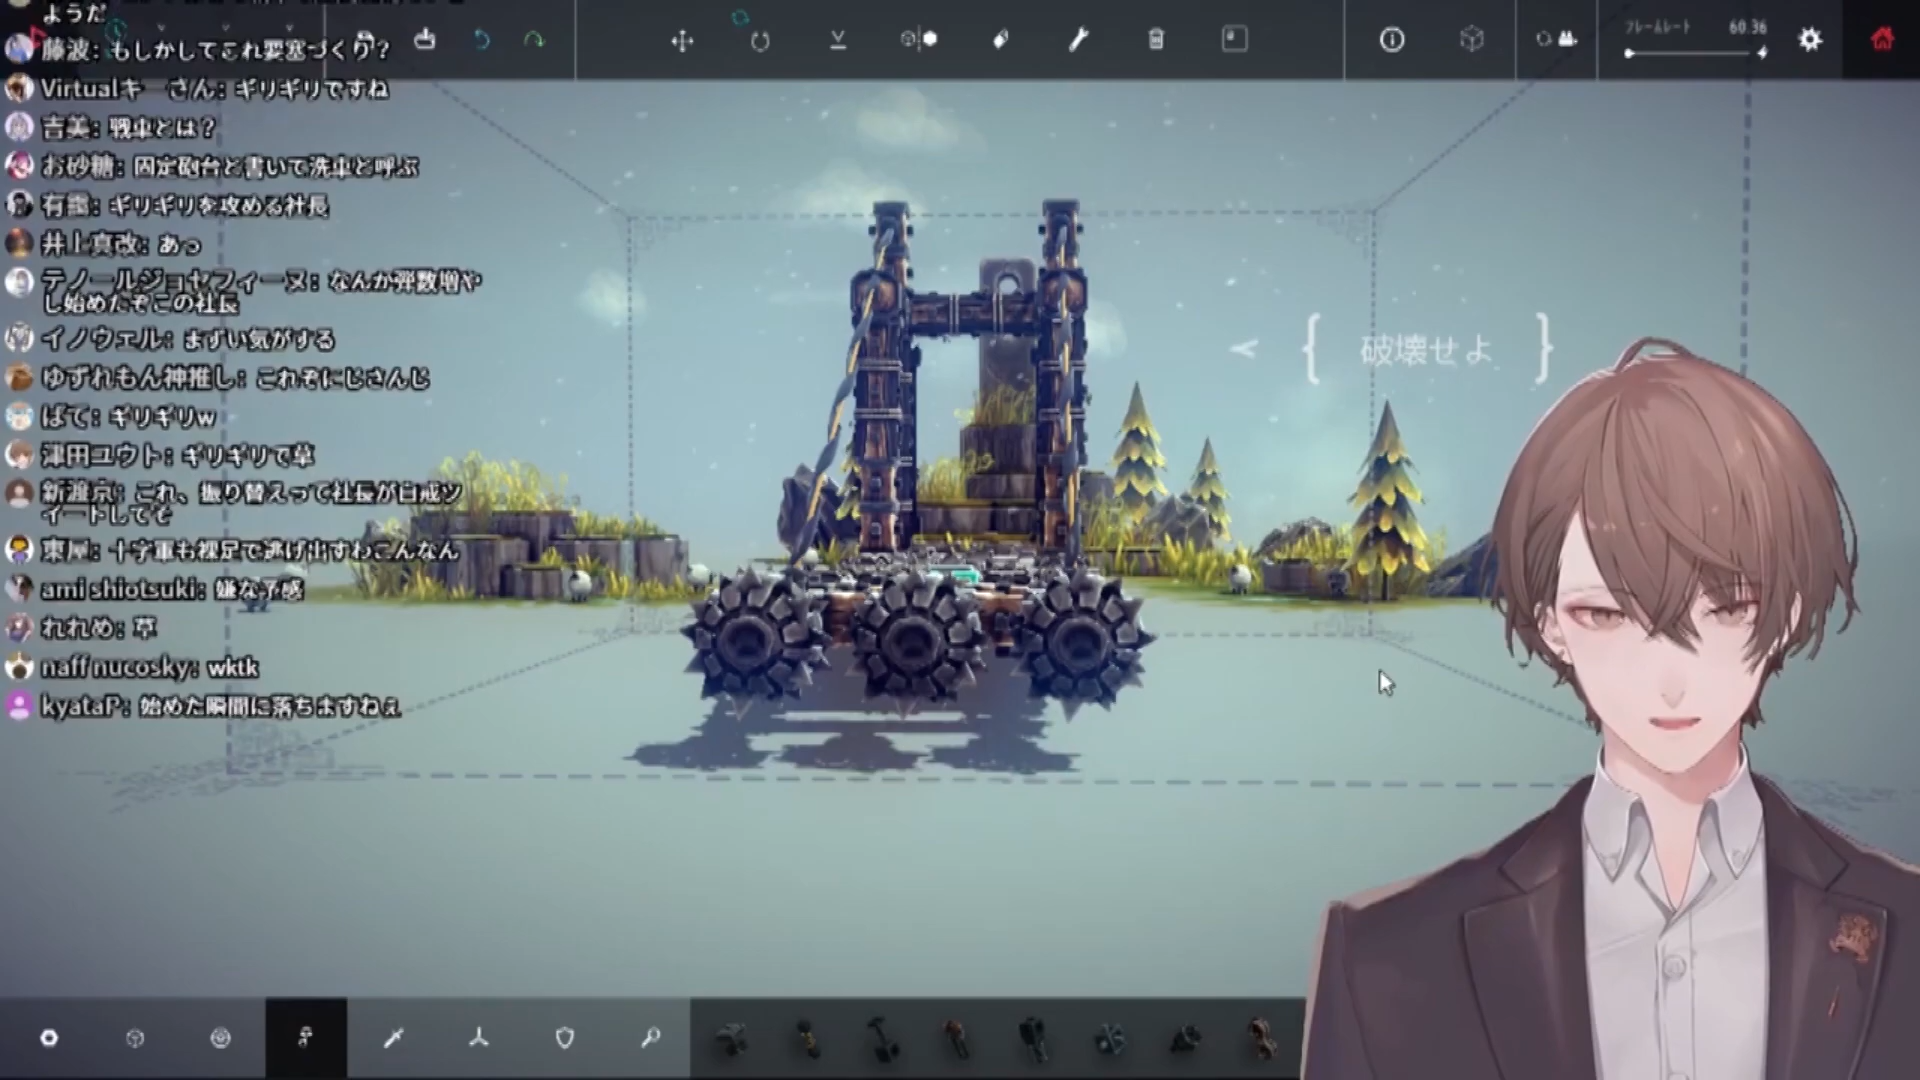 ようだ
藤波: もしかしてこれ要塞づくり?
Virtualキ さん: ギリギリですね
吉美: 戦車とは?
お砂糖: 固定砲台と書いて洗車と呼ぶ
有龍: ギリギリを攻める社長
井上真改: あっ
テノールジョセフィーヌ: なんか弾数増や
し始めたぞこの社長
イノウェル: まずい気がする
ゆずれもん神推し: これぞにじさんじ
ぱて: ギリギリw
津田ユウト: ギリギリで草
新渡京: これ、振り替えって社長が自戒ツ
イートしてそ
東屋: 十字軍も裸足で逃げ出すわこんなん
ami shiotsuki: 嫌な予感
れれめ: 草
naff nucosky: wktk
kyataP: 始めた瞬間に落ちますねぇ
フレームレート 60.36
< { 破壊せよ }